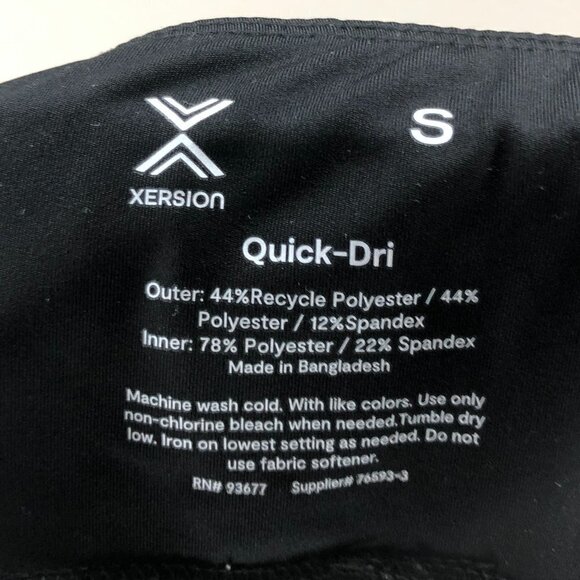 S
XERSION
Quick-Dri
Outer: 44%Recycle Polyester / 44%
Polyester / 12%Spandex
Inner: 78% Polyester / 22% Spandex
Made in Bangladesh
Machine wash cold. With like colors. Use only
non-chlorine bleach when needed.Tumble dry
low. Iron on lowest setting as needed. Do not
use fabric softener.
RN# 93677 Supplier# 76593-3